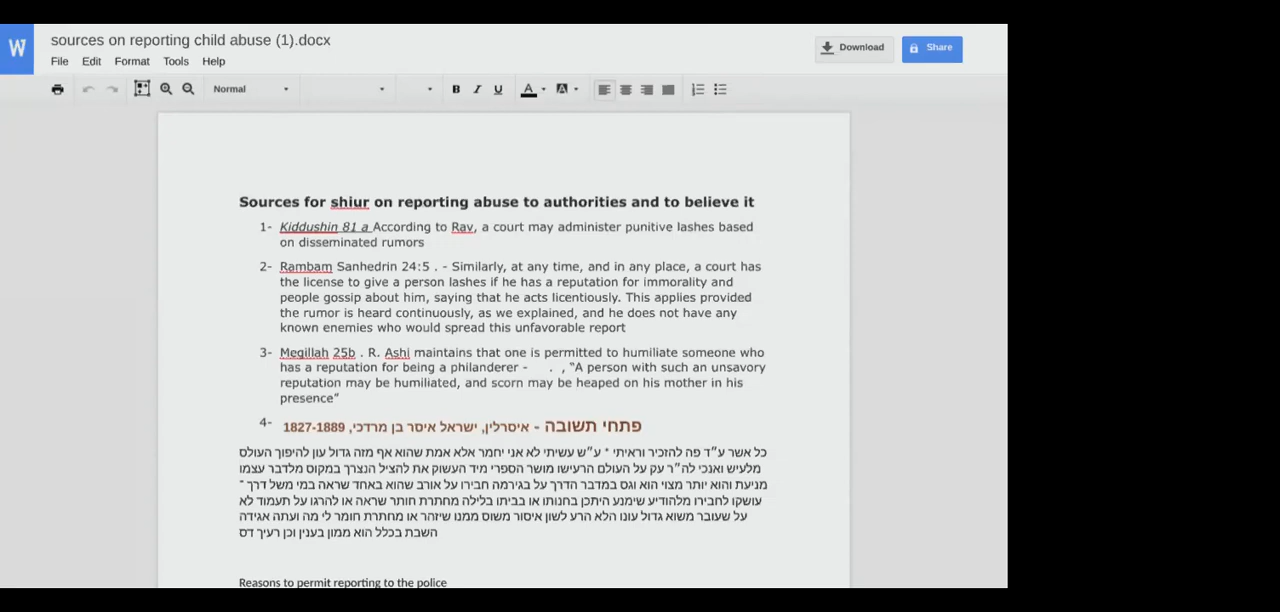 sources on reporting child abuse (1).docx
File Edit Format Tools Help
Download
Share
Normal
Sources for shiur on reporting abuse to authorities and to believe it
1- Kiddushin 81 a According to Rav, a court may administer punitive lashes based
on disseminated rumors
2- Rambam Sanhedrin 24:5 . - Similarly, at any time, and in any place, a court has
the license to give a person lashes if he has a reputation for immorality and
people gossip about him, saying that he acts licentiously. This applies provided
the rumor is heard continuously, as we explained, and he does not have any
known enemies who would spread this unfavorable report
3- Megillah 25b . R. Ashi maintains that one is permitted to humiliate someone who
has a reputation for being a philanderer - . , "A person with such an unsavory
reputation may be humiliated, and scorn may be heaped on his mother in his
presence"
4- פתחי תשובה - איסרלין, ישראל איסר בן מרדכי, 1827-1889
כל אשר ע"ד פה להזכיר וראיתי * ע"ש עשיתי לא אני יחמר אלא אמת שהוא אף מזה גדול עון להיפוך העולם
מלעיש ואנכי לה"ר עק על העולם הרעישו מושר הספרי מיד העשוק את להציל הנצרך במקום מלדבר עצמו
מניעת והוא יותר מצוי הוא וגס במדבר הדרך על בגירמה חבירו על אורב שהוא באחד שראה במי משל דרך *
עושקו לחבירו מלהודיע שימנע היתכן בחנותו או בביתו בלילה מחתרת חותר שראה או להרגו על תעמוד לא
על שעובר משוא גדול עונו הלא הרע לשון איסור משום ממנו שיזהר או מחתרת חומר לי מה ועתה אגידה
השבת בכלל הוא ממון בענין וכן רעיך דס
Reasons to permit reporting to the police